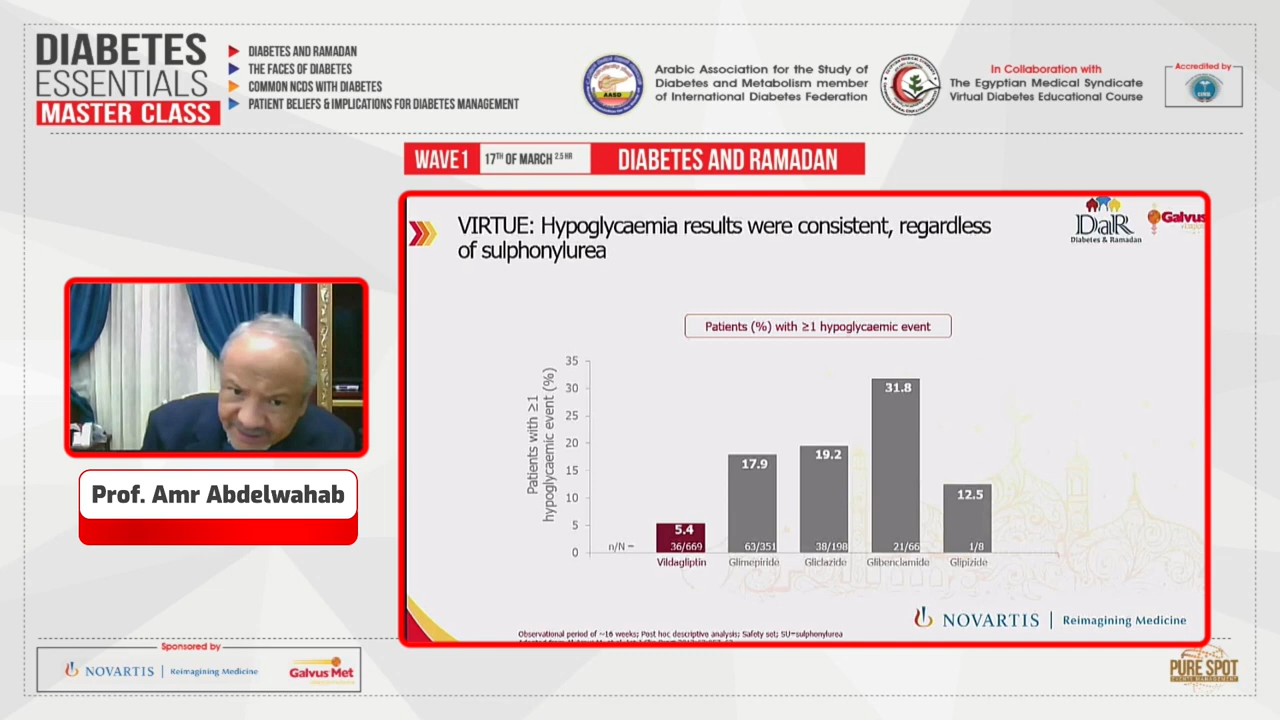 DIABETES
ESSENTIALS
MASTER CLASS
DIABETES AND RAMADAN
THE FACES OF DIABETES
COMMON NCDS WITH DIABETES
PATIENT BELIEFS & IMPLICATIONS FOR DIABETES MANAGEMENT
AASD
Arabic Association for the Study of
Diabetes and Metabolism member
of International Diabetes Federation
In Collaboration with
The Egyptian Medical Syndicate
Virtual Diabetes Educational Course
Accredited by
WAVE1 17TH OF MARCH 2.5 HR DIABETES AND RAMADAN
VIRTUE: Hypoglycaemia results were consistent, regardless
of sulphonylurea
DaR
Diabetes & Ramadan
Galvus
Patients (%) with ≥1 hypoglycaemic event
Patients with ≥1
hypoglycaemic event (%)
35
30
25
20
15
10
5
0
5.4
17.9
19.2
31.8
12.5
n/N = 36/669 63/351 38/198 21/66 1/8
Vildagliptin Glimepiride Gliclazide Glibenclamide Glipizide
NOVARTIS | Reimagining Medicine
Observational period of ~16 weeks; Post hoc descriptive analysis; Safety set; SU=sulphonylurea
Prof. Amr Abdelwahab
Sponsored by
NOVARTIS | Reimagining Medicine
Galvus Met
PURE SPOT
EVENTS MANAGEMENT